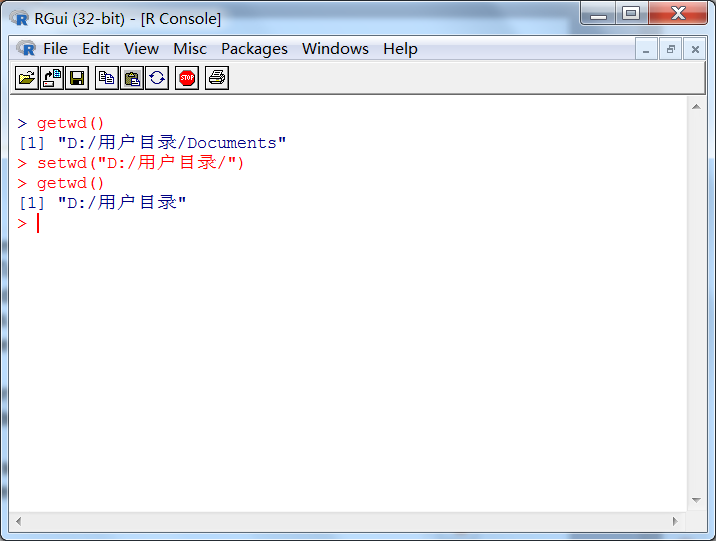 RGui (32-bit) - [R Console]
File Edit View Misc Packages Windows Help
STOP
> getwd()
[1] "D:/用户目录/Documents"
> setwd("D:/用户目录/")
> getwd()
[1] "D:/用户目录"
>